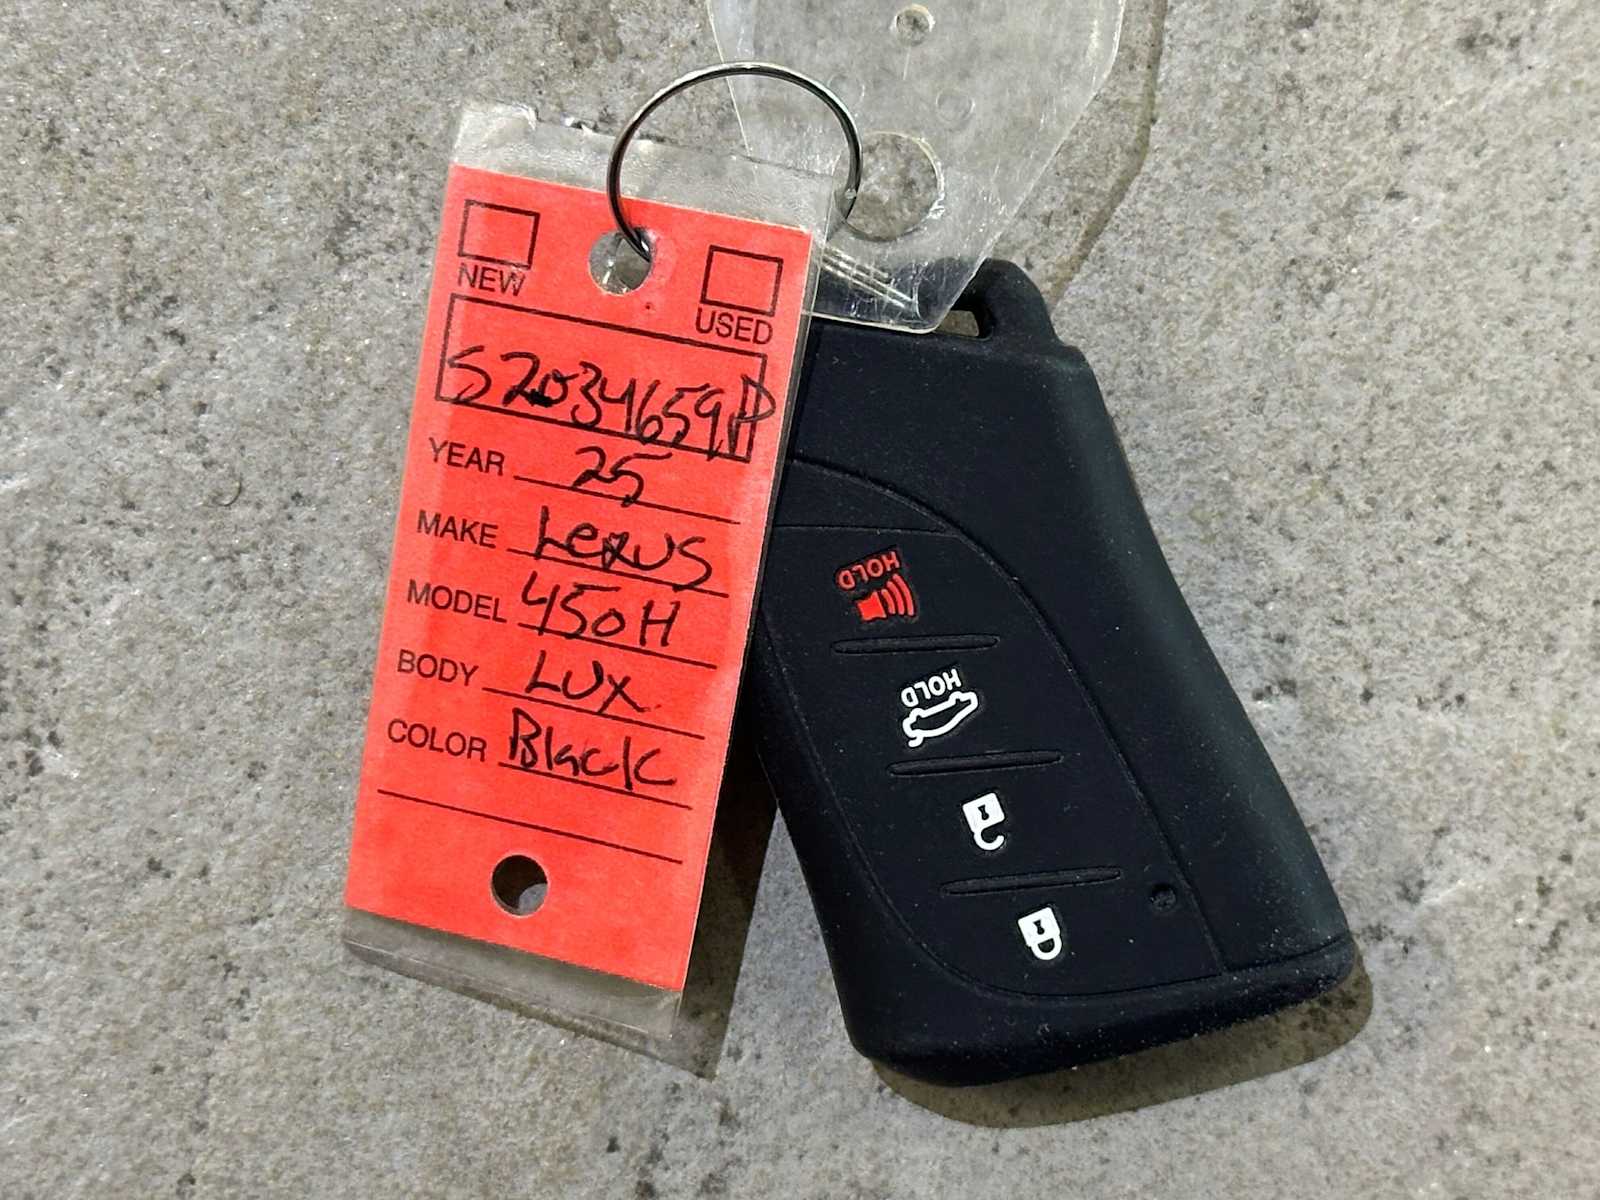 NEW
USED
S2034659P
YEAR 25
MAKE Lexus
MODEL 450H
BODY LUX
COLOR Black
HOLD
HOLD